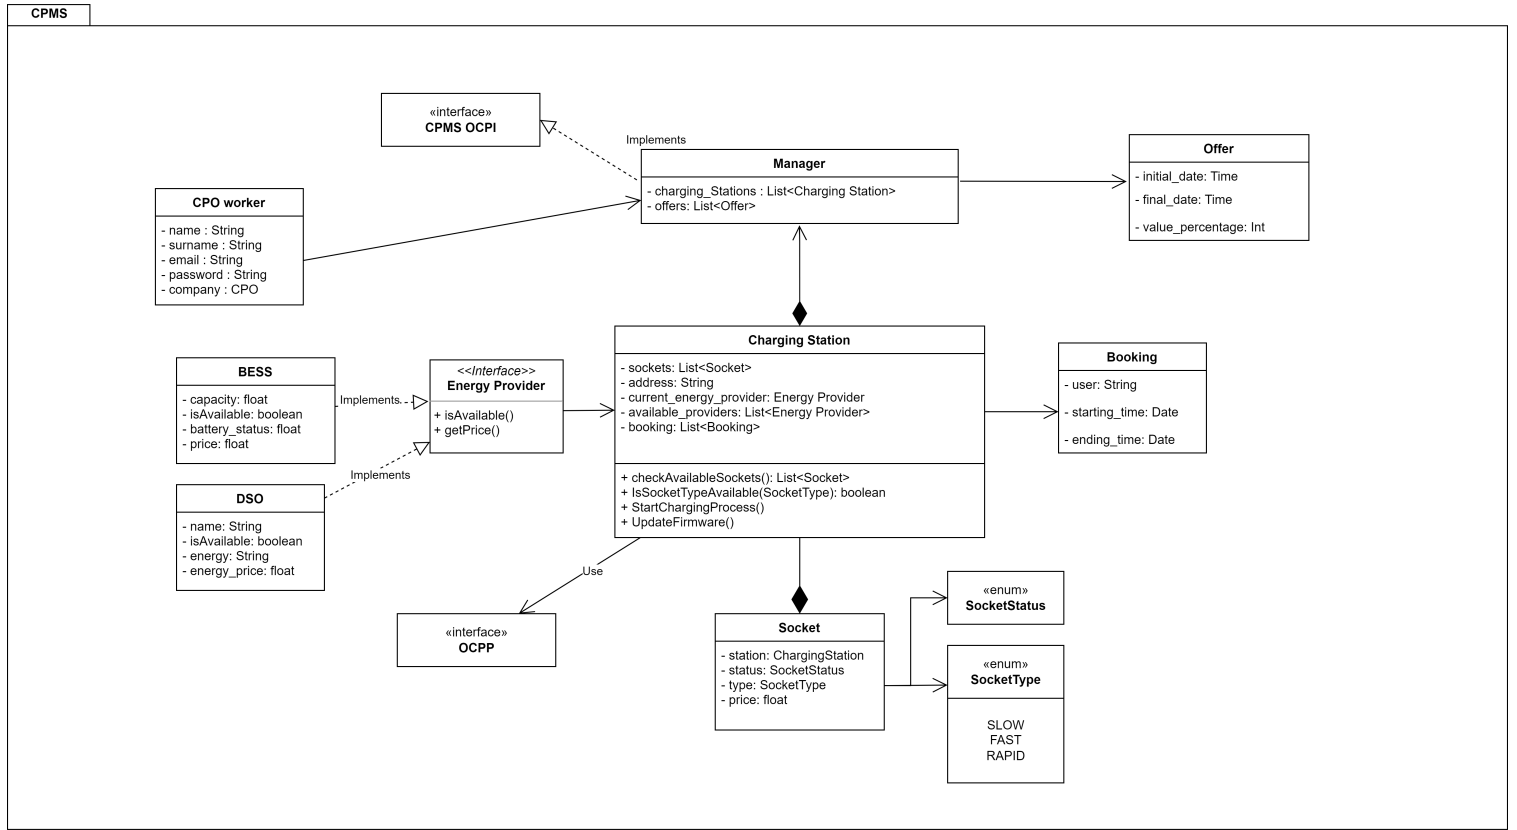 CPMS
«interface»
CPMS OCPI
Implements
Manager
- charging_Stations : List<Charging Station>
- offers: List<Offer>
Offer
- initial_date: Time
- final_date: Time
- value_percentage: Int
CPO worker
- name : String
- surname : String
- email : String
- password : String
- company : CPO
BESS
- capacity: float
- isAvailable: boolean
- battery_status: float
- price: float
Implements
<<Interface>>
Energy Provider
+ isAvailable()
+ getPrice()
Charging Station
- sockets: List<Socket>
- address: String
- current_energy_provider: Energy Provider
- available_providers: List<Energy Provider>
- booking: List<Booking>
+ checkAvailableSockets(): List<Socket>
+ IsSocketTypeAvailable(SocketType): boolean
+ StartChargingProcess()
+ UpdateFirmware()
Booking
- user: String
- starting_time: Date
- ending_time: Date
Implements
DSO
- name: String
- isAvailable: boolean
- energy: String
- energy_price: float
Use
«interface»
OCPP
Socket
- station: ChargingStation
- status: SocketStatus
- type: SocketType
- price: float
«enum»
SocketStatus
«enum»
SocketType
SLOW
FAST
RAPID